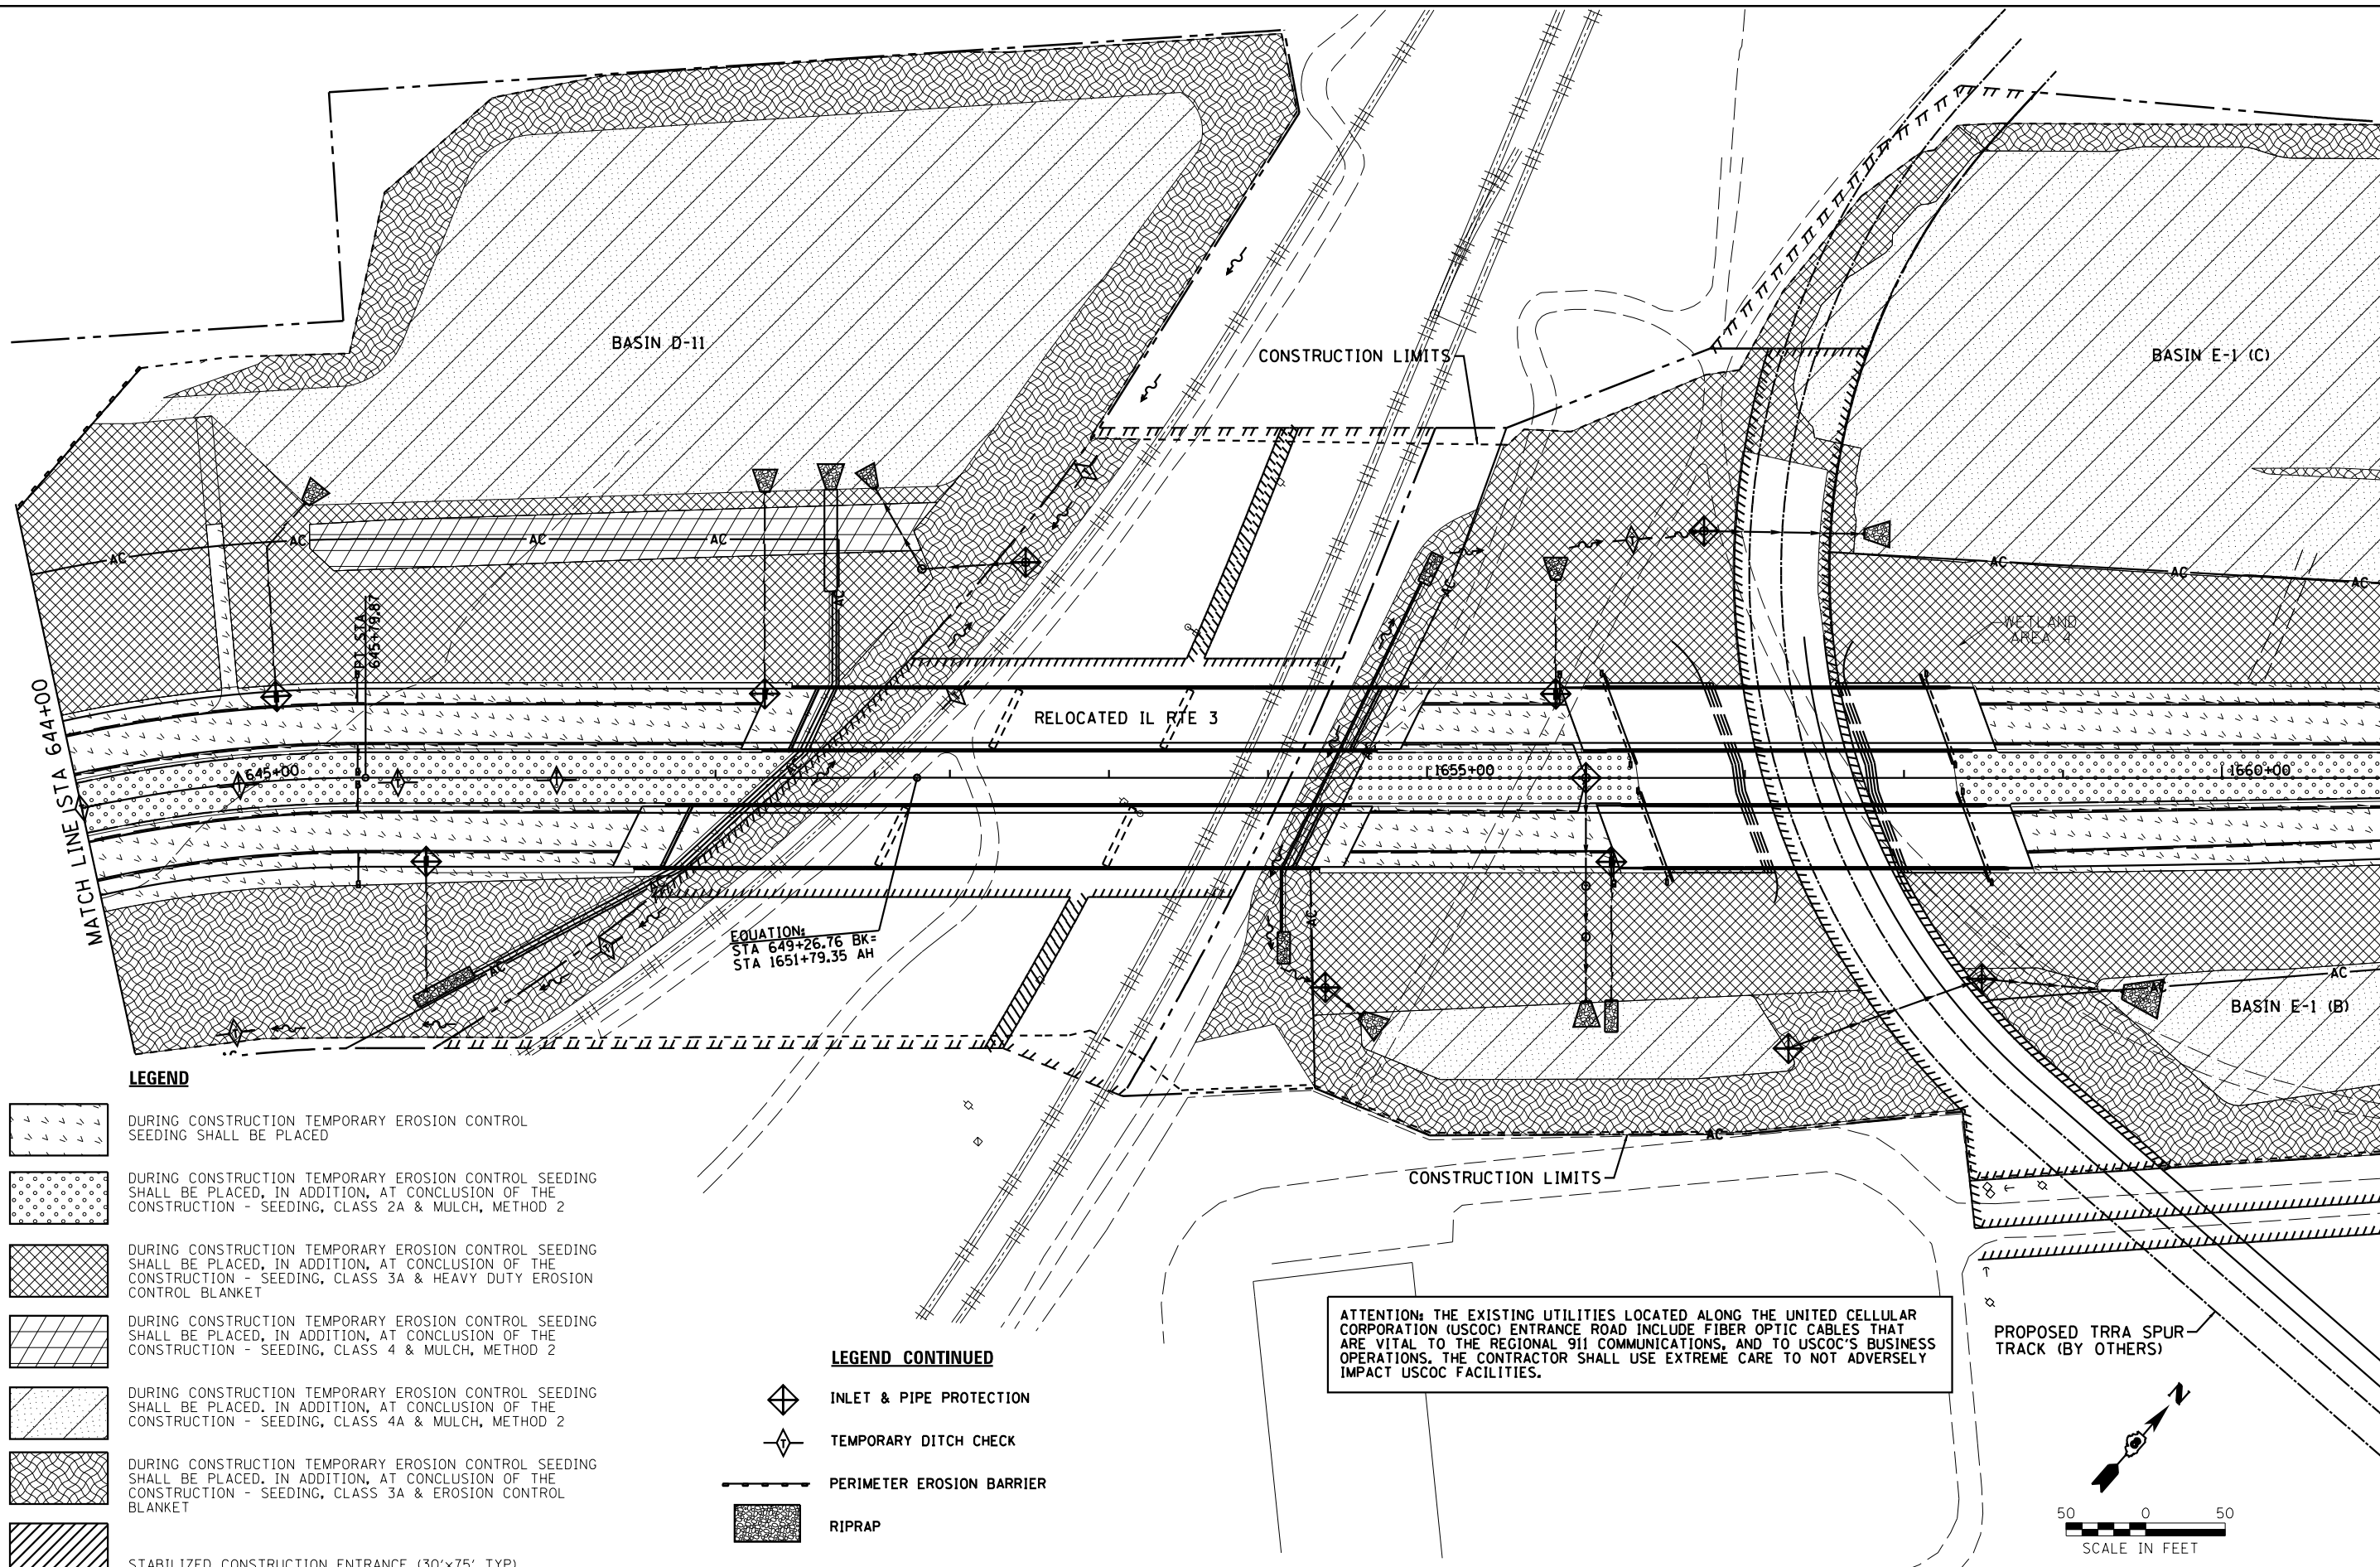 BASIN D-11
CONSTRUCTION LIMITS
BASIN E-1 (C)
AC
AC
AC
AC
AC
AC
AC
AC
AC
PT STA
645+79.87
WETLAND
AREA 4
MATCH LINE STA 644+00
RELOCATED IL RTE 3
645+00
1655+00
1660+00
EQUATION:
STA 649+26.76 BK=
STA 1651+79.35 AH
AC
AC
AC
AC
BASIN E-1 (B)
AC
CONSTRUCTION LIMITS
LEGEND
DURING CONSTRUCTION TEMPORARY EROSION CONTROL
SEEDING SHALL BE PLACED
DURING CONSTRUCTION TEMPORARY EROSION CONTROL SEEDING
SHALL BE PLACED, IN ADDITION, AT CONCLUSION OF THE
CONSTRUCTION - SEEDING, CLASS 2A & MULCH, METHOD 2
DURING CONSTRUCTION TEMPORARY EROSION CONTROL SEEDING
SHALL BE PLACED, IN ADDITION, AT CONCLUSION OF THE
CONSTRUCTION - SEEDING, CLASS 3A & HEAVY DUTY EROSION
CONTROL BLANKET
DURING CONSTRUCTION TEMPORARY EROSION CONTROL SEEDING
SHALL BE PLACED, IN ADDITION, AT CONCLUSION OF THE
CONSTRUCTION - SEEDING, CLASS 4 & MULCH, METHOD 2
DURING CONSTRUCTION TEMPORARY EROSION CONTROL SEEDING
SHALL BE PLACED. IN ADDITION, AT CONCLUSION OF THE
CONSTRUCTION - SEEDING, CLASS 4A & MULCH, METHOD 2
DURING CONSTRUCTION TEMPORARY EROSION CONTROL SEEDING
SHALL BE PLACED. IN ADDITION, AT CONCLUSION OF THE
CONSTRUCTION - SEEDING, CLASS 3A & EROSION CONTROL
BLANKET
STABILIZED CONSTRUCTION ENTRANCE (30'x75' TYP)
LEGEND CONTINUED
INLET & PIPE PROTECTION
T
TEMPORARY DITCH CHECK
PERIMETER EROSION BARRIER
RIPRAP
ATTENTION: THE EXISTING UTILITIES LOCATED ALONG THE UNITED CELLULAR
CORPORATION (USCOC) ENTRANCE ROAD INCLUDE FIBER OPTIC CABLES THAT
ARE VITAL TO THE REGIONAL 911 COMMUNICATIONS, AND TO USCOC'S BUSINESS
OPERATIONS. THE CONTRACTOR SHALL USE EXTREME CARE TO NOT ADVERSELY
IMPACT USCOC FACILITIES.
PROPOSED TRRA SPUR
TRACK (BY OTHERS)
N
50 0 50
SCALE IN FEET